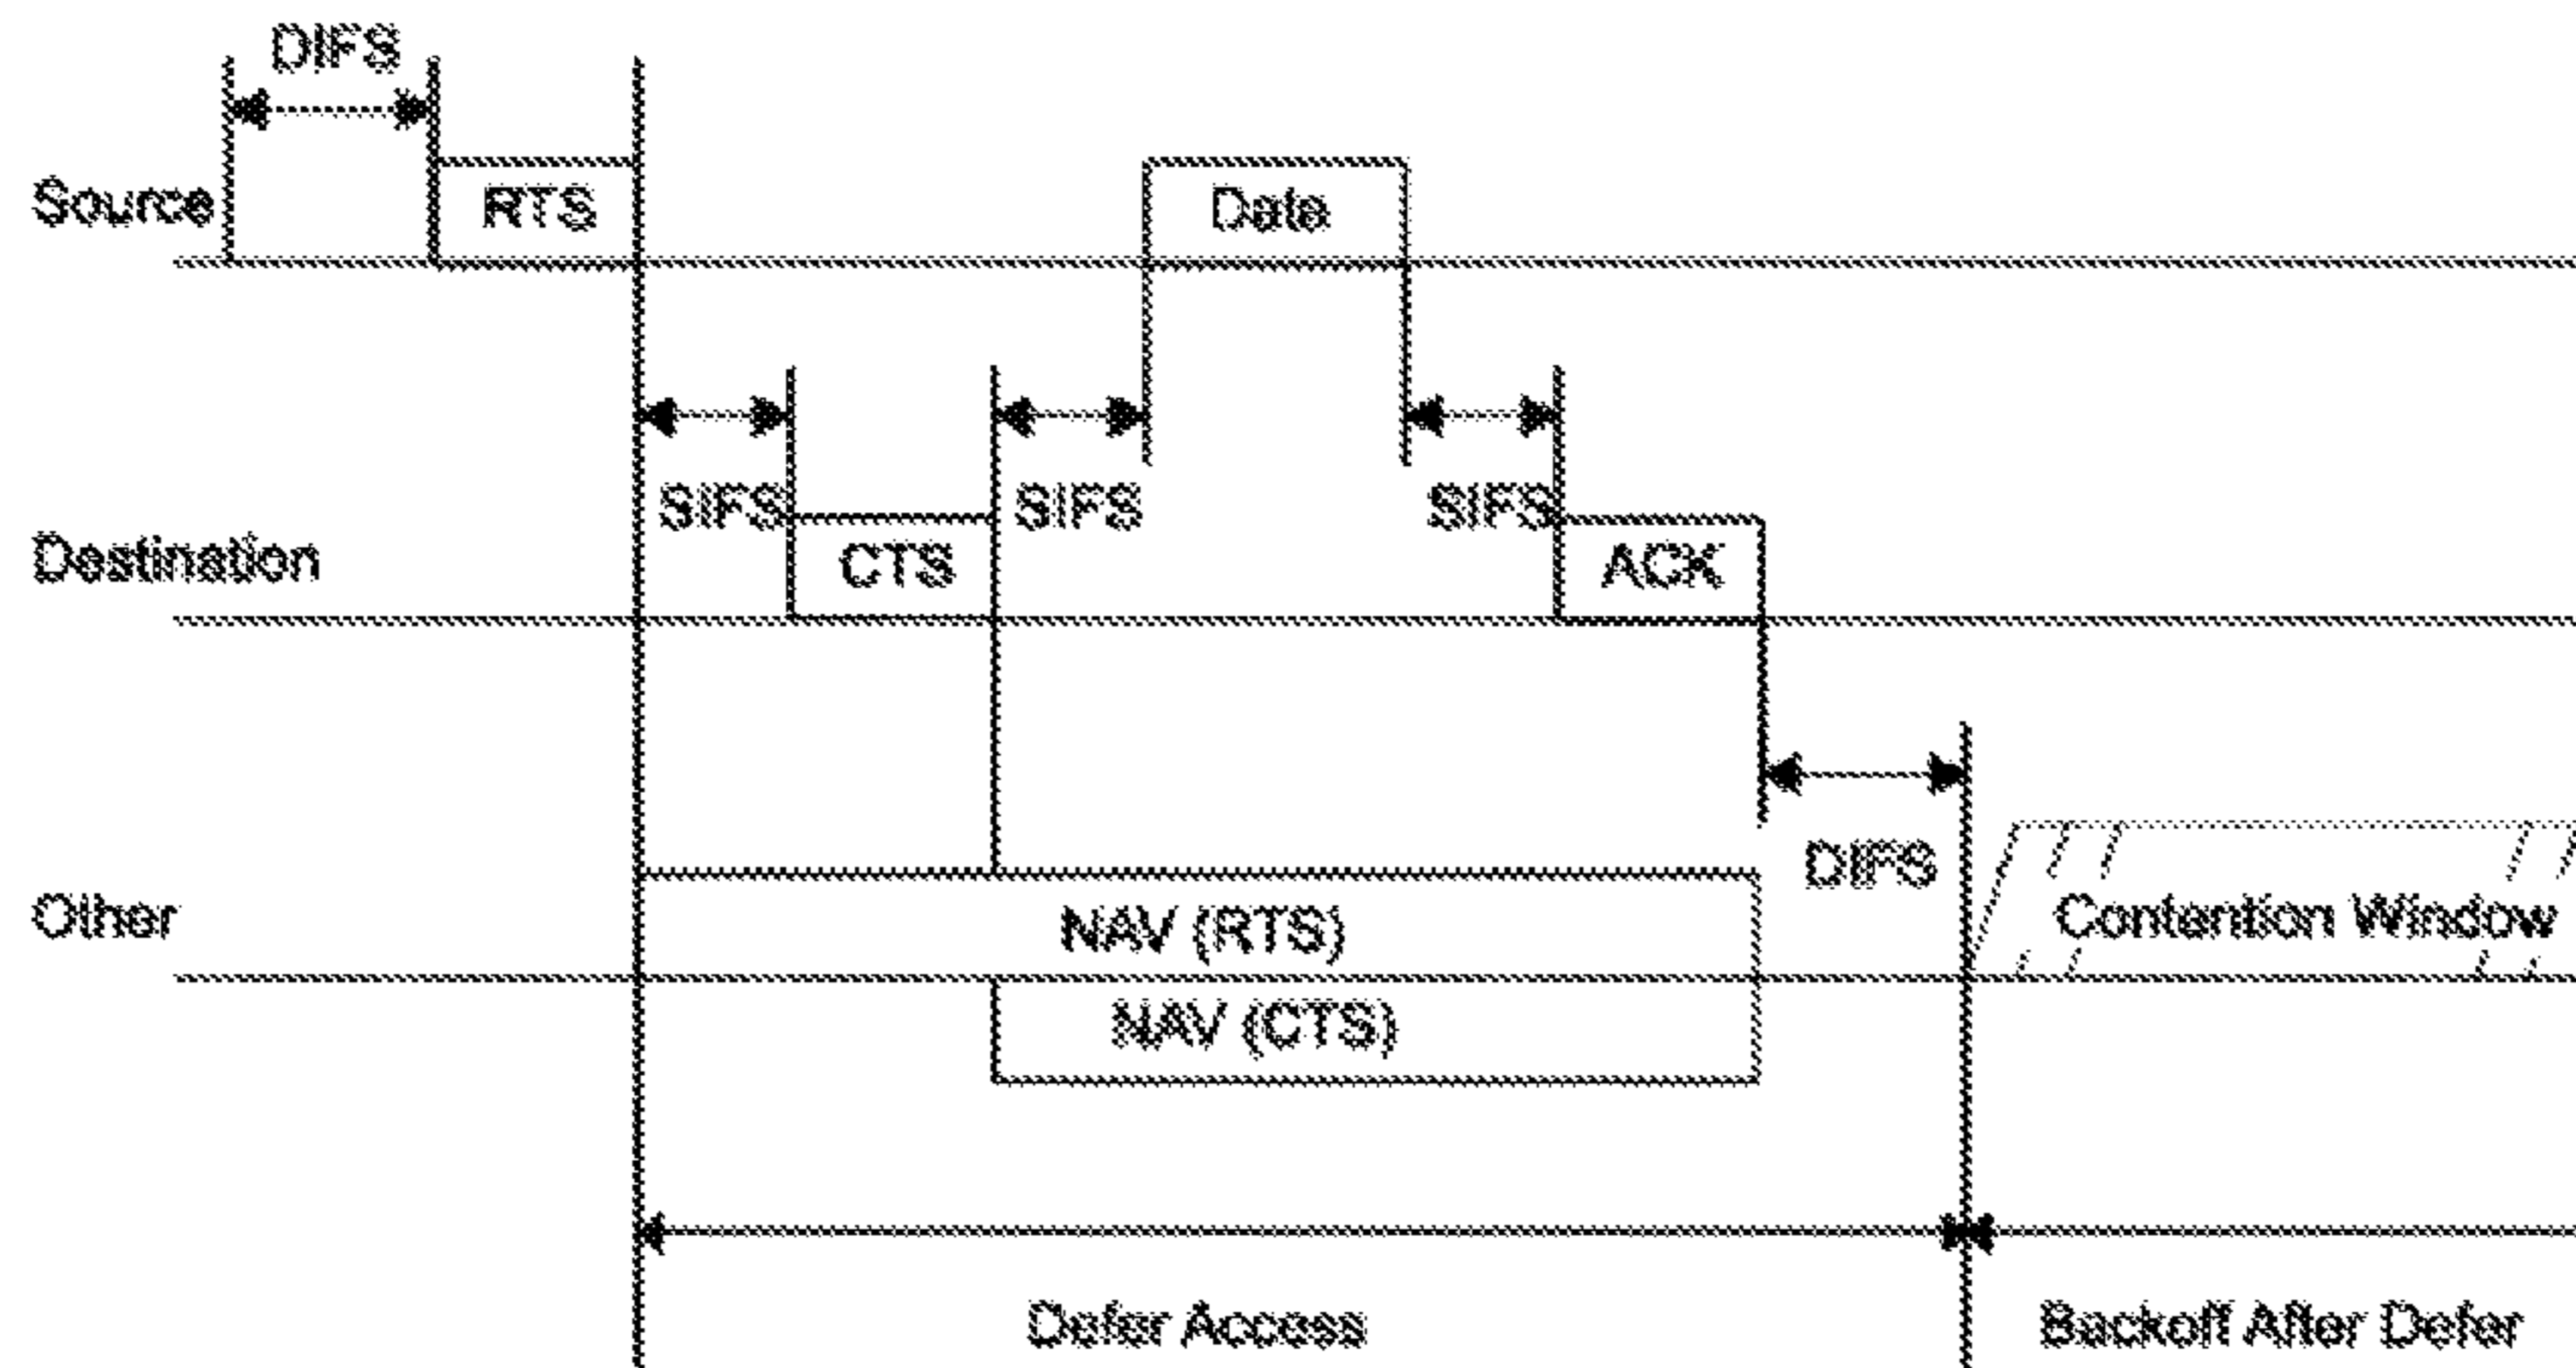 DIFS
Source
RTS
Data
SIFS
SIFS
SIFS
Destination
CTS
ACK
DIFS
Other
NAV (RTS)
Contention Window
NAV (CTS)
Defer Access
Backoff After Defer